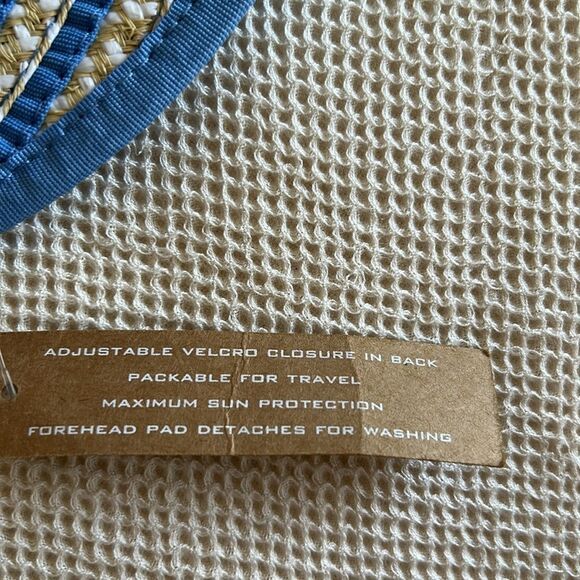 ADJUSTABLE VELCRO CLOSURE IN BACK
PACKABLE FOR TRAVEL
MAXIMUM SUN PROTECTION
FOREHEAD PAD DETACHES FOR WASHING